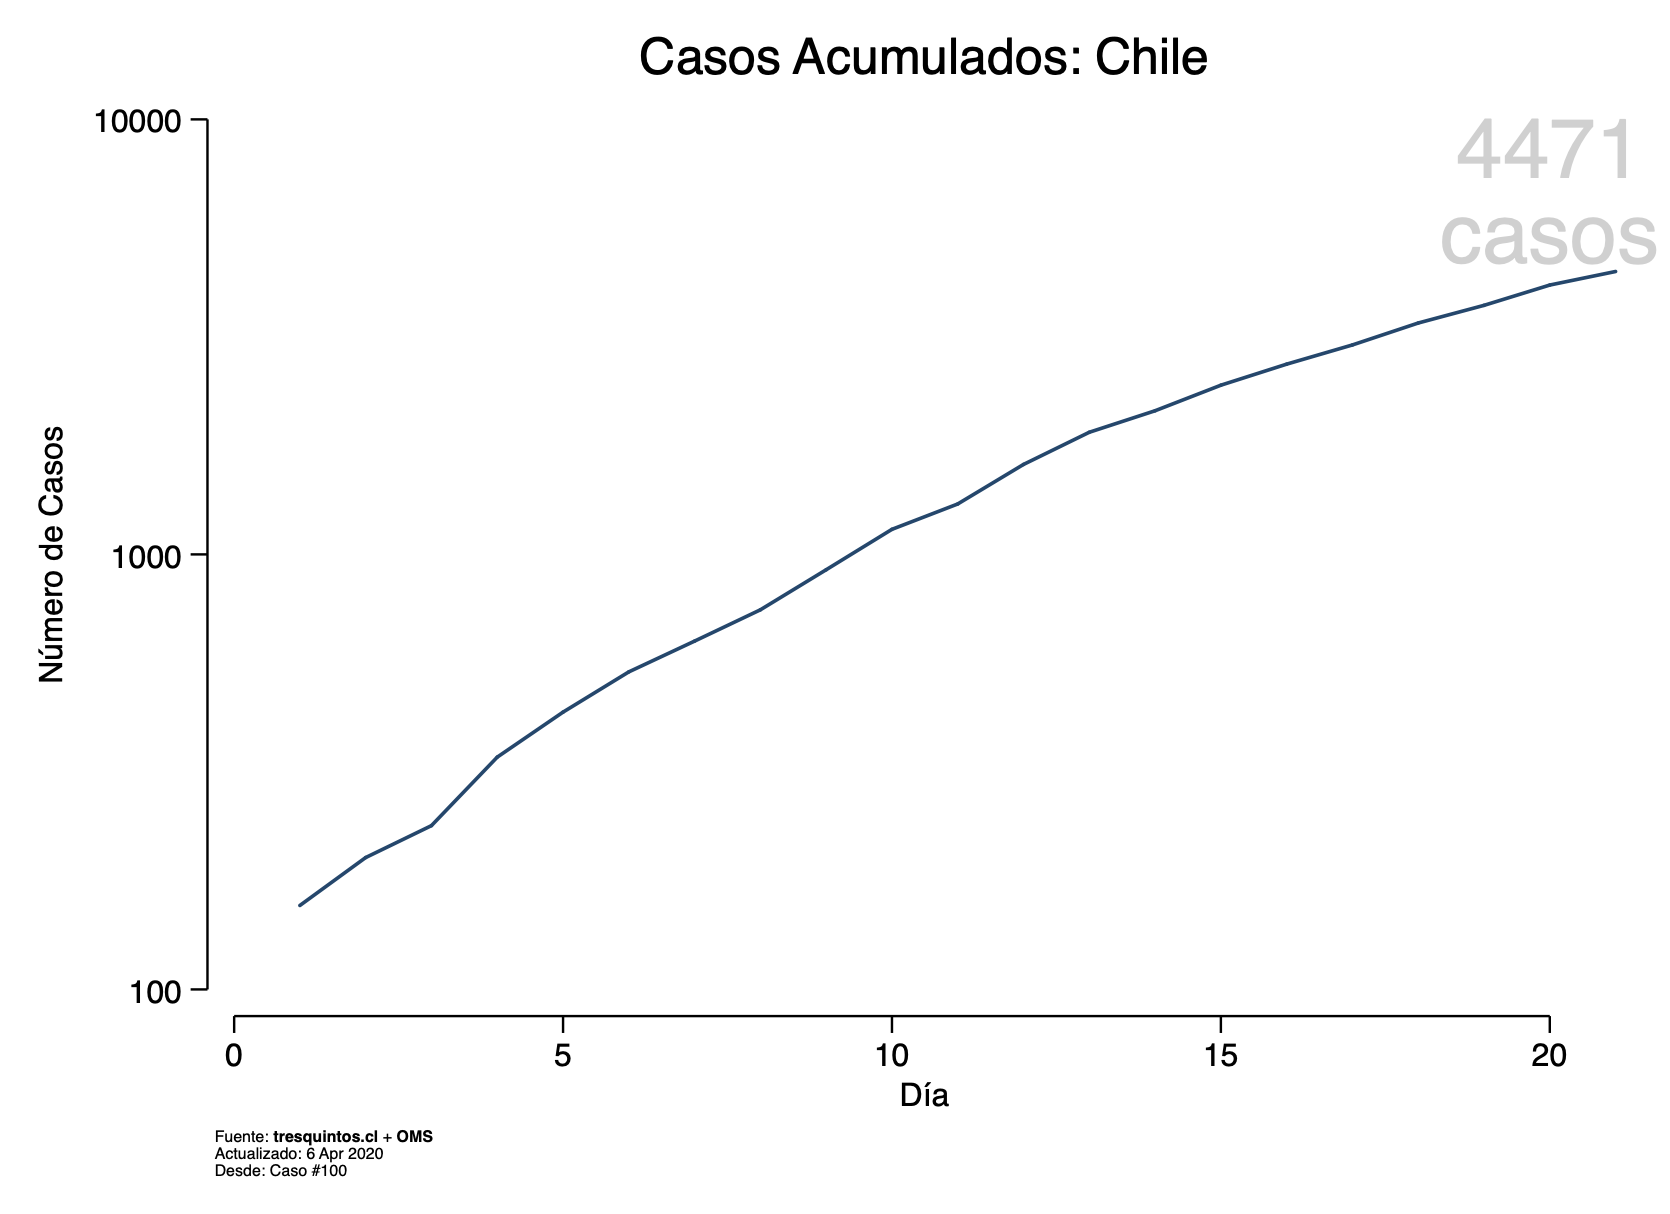 Casos Acumulados: Chile
4471
casos
10000
1000
100
Número de Casos
0 5 10 15 20
Día
Fuente: tresquintos.cl + OMS
Actualizado: 6 Apr 2020
Desde: Caso #100